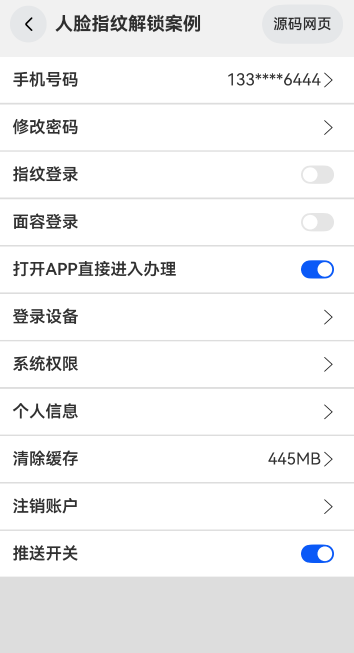 人脸指纹解锁案例
源码网页
手机号码 133****6444
修改密码
指纹登录
面容登录
打开APP直接进入办理
登录设备
系统权限
个人信息
清除缓存 445MB
注销账户
推送开关